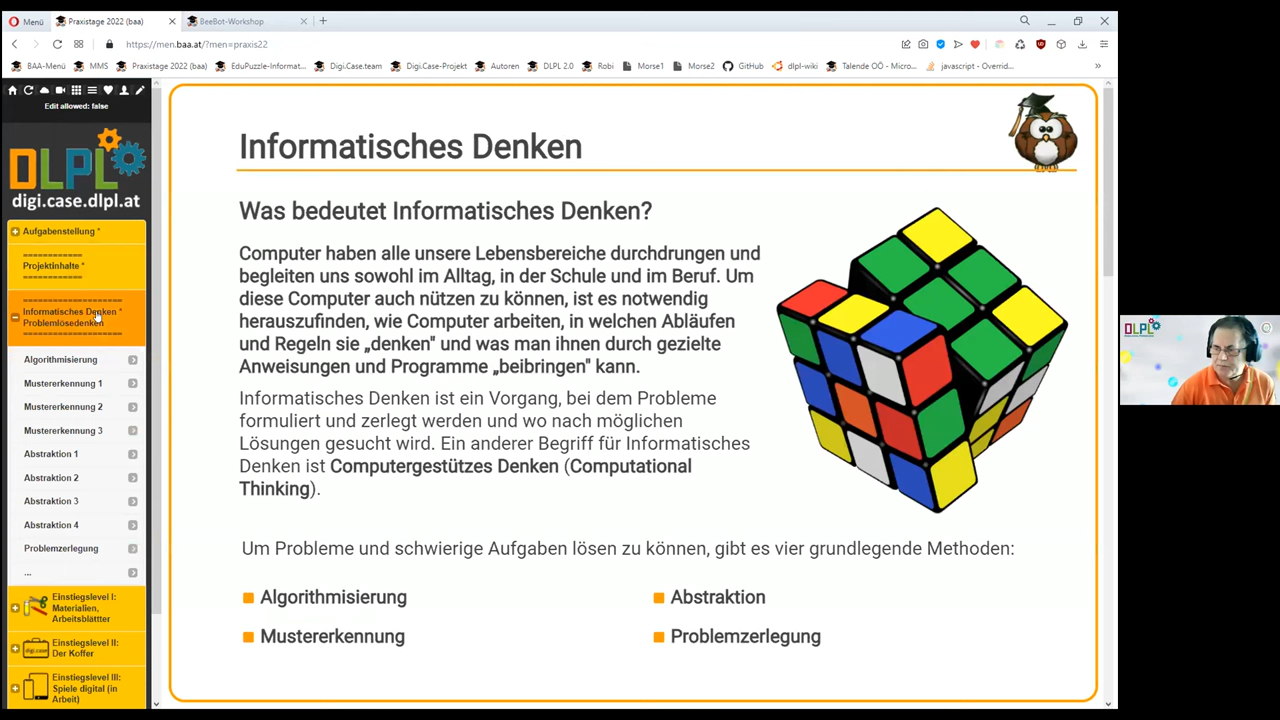 Menü
Praxistage 2022 (baa)
BeeBot-Workshop
https://men.baa.at/?men=praxis22
BAA-Menü
MMS
Praxistage 2022 (baa)
EduPuzzle-Informat...
Digi.Case.team
Digi.Case-Projekt
Autoren
DLPL 2.0
Robi
Morse1
Morse2
GitHub
dlpl-wiki
Talende OÖ - Micro...
javascript - Overrid...
Edit allowed: false
DLPL
digi.case.dlpl.at
Aufgabenstellung *
============
Projektinhalte *
============
====================
Informatisches Denken *
Problemlösedenken
====================
Algorithmisierung
Mustererkennung 1
Mustererkennung 2
Mustererkennung 3
Abstraktion 1
Abstraktion 2
Abstraktion 3
Abstraktion 4
Problemzerlegung
...
Einstiegslevel I:
Materialien,
Arbeitsblättter
digi.case
Einstiegslevel II:
Der Koffer
Einstiegslevel III:
Spiele digital (in
Arbeit)
Informatisches Denken
Was bedeutet Informatisches Denken?
Computer haben alle unsere Lebensbereiche durchdrungen und
begleiten uns sowohl im Alltag, in der Schule und im Beruf. Um
diese Computer auch nützen zu können, ist es notwendig
herauszufinden, wie Computer arbeiten, in welchen Abläufen
und Regeln sie „denken" und was man ihnen durch gezielte
Anweisungen und Programme „beibringen" kann.
Informatisches Denken ist ein Vorgang, bei dem Probleme
formuliert und zerlegt werden und wo nach möglichen
Lösungen gesucht wird. Ein anderer Begriff für Informatisches
Denken ist Computergestützes Denken (Computational
Thinking).
Um Probleme und schwierige Aufgaben lösen zu können, gibt es vier grundlegende Methoden:
Algorithmisierung
Abstraktion
Mustererkennung
Problemzerlegung
DLPL